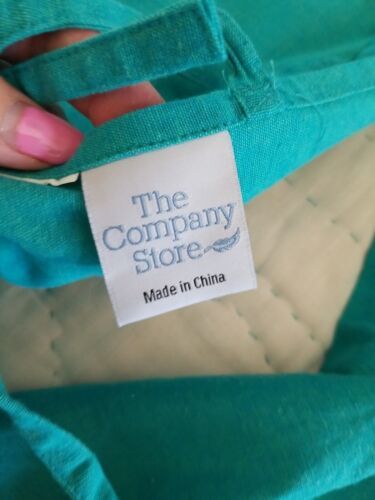 The
Company
Store
Made in China